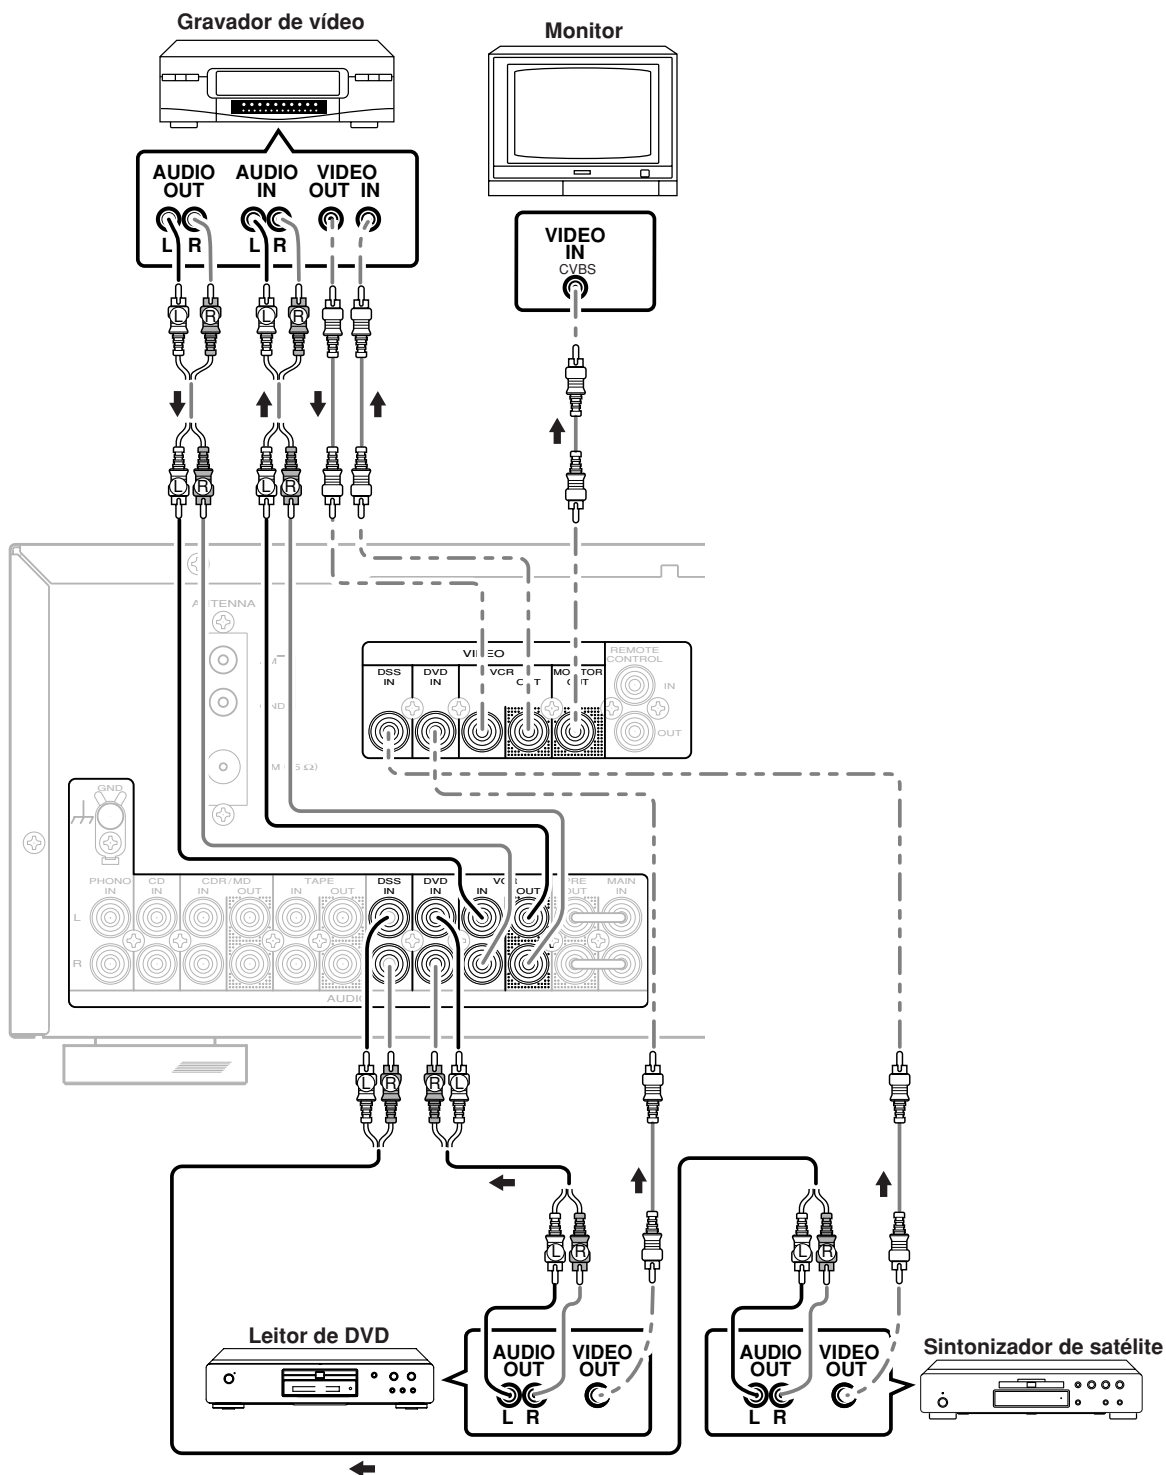 Gravador de vídeo
Monitor
AUDIO OUT
AUDIO IN
VIDEO OUT IN
L R
L R
VIDEO IN
CVBS
L R
L R
L R
L R
VIDEO
DSS IN
DVD IN
VCR
OUT
REMOTE CONTROL
IN
OUT
GND
PHONO IN
CD IN
CDR/MD
IN
OUT
TAPE
IN
OUT
DSS IN
DVD IN
IN
OUT
MAIN IN
L
R
L R
R L
L R
L R
Leitor de DVD
AUDIO OUT
VIDEO OUT
L R
AUDIO OUT
VIDEO OUT
L R
Sintonizador de satélite